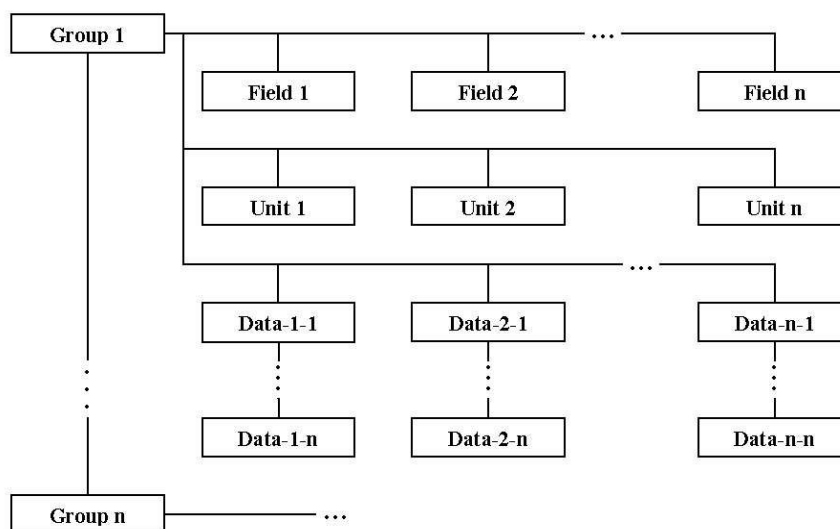 Group 1
...
Field 1 Field 2 Field n
Unit 1 Unit 2 Unit n
...
Data-1-1 Data-2-1 Data-n-1
Data-1-n Data-2-n Data-n-n
Group n ...